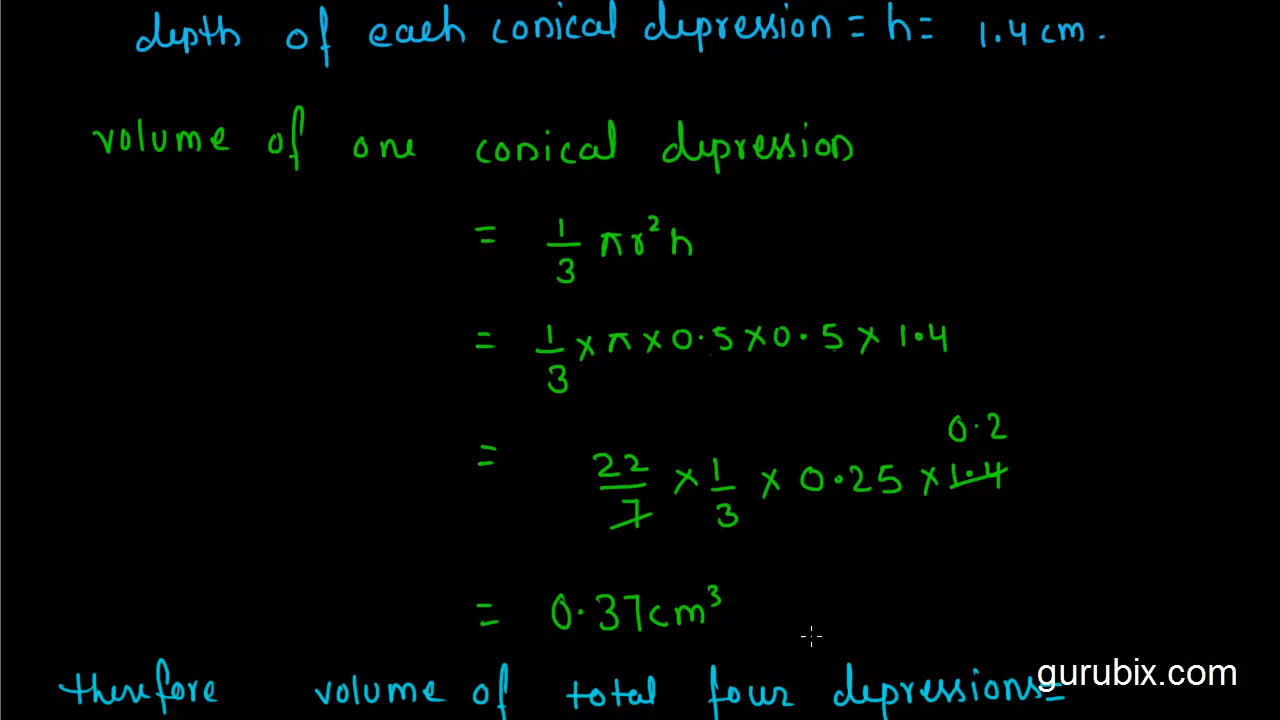 depth of each conical depression = h = 1.4 cm.
volume of one conical depression
= 1/3 πr²h
= 1/3 × π × 0.5 × 0.5 × 1.4
0.2
= 22/7 × 1/3 × 0.25 × 1.4
= 0.37 cm³
therefore volume of total four depressions =
gurubix.com